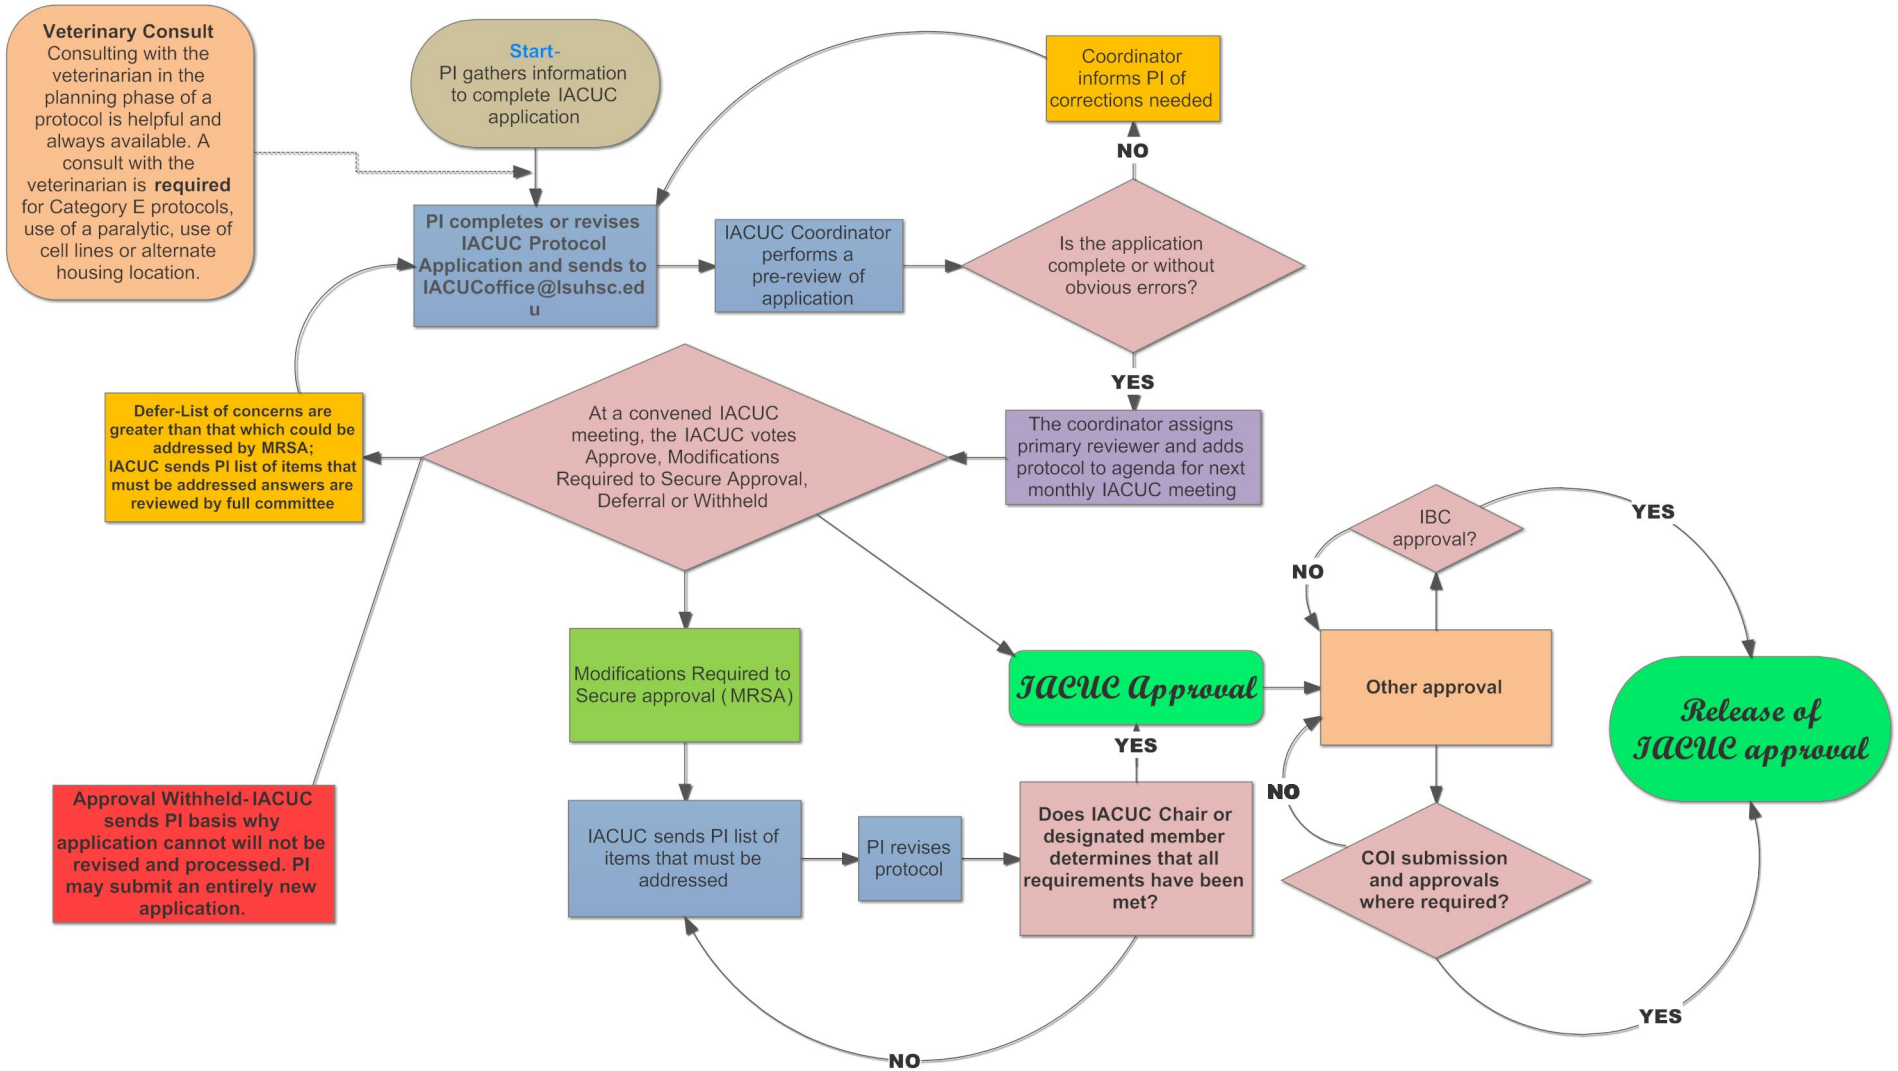 Veterinary Consult
Consulting with the
veterinarian in the
planning phase of a
protocol is helpful and
always available. A
consult with the
veterinarian is required
for Category E protocols,
use of a paralytic, use of
cell lines or alternate
housing location.
Start-
PI gathers information
to complete IACUC
application
Coordinator
informs PI of
corrections needed
NO
PI completes or revises
IACUC Protocol
Application and sends to
IACUCoffice@lsuhsc.ed
u
IACUC Coordinator
performs a
pre-review of
application
Is the application
complete or without
obvious errors?
YES
The coordinator assigns
primary reviewer and adds
protocol to agenda for next
monthly IACUC meeting
At a convened IACUC
meeting, the IACUC votes
Approve, Modifications
Required to Secure Approval,
Deferral or Withheld
Defer-List of concerns are
greater than that which could be
addressed by MRSA;
IACUC sends PI list of items that
must be addressed answers are
reviewed by full committee
Approval Withheld-IACUC
sends PI basis why
application cannot will not be
revised and processed. PI
may submit an entirely new
application.
Modifications Required to
Secure approval (MRSA)
IACUC sends PI list of
items that must be
addressed
PI revises
protocol
Does IACUC Chair or
designated member
determines that all
requirements have been
met?
NO
YES
IACUC Approval
Other approval
IBC
approval?
NO
YES
COI submission
and approvals
where required?
NO
YES
Release of
IACUC approval